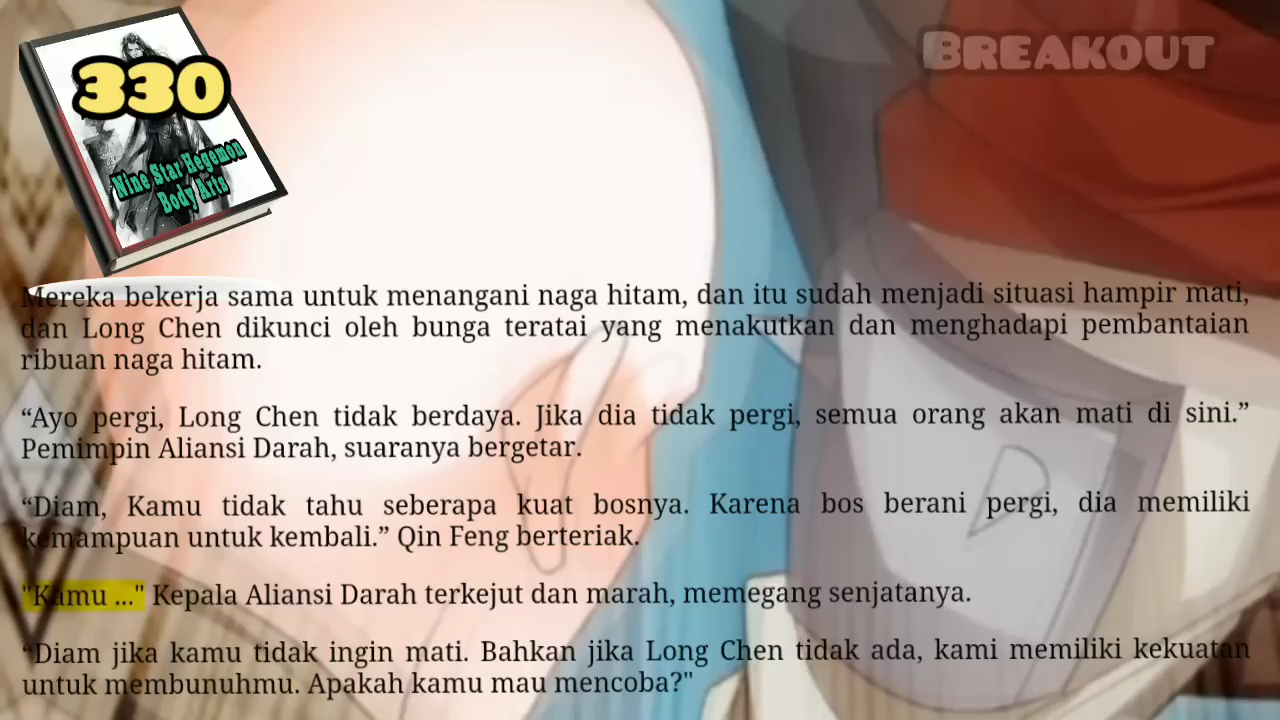 330
Nine Star Hegemon
Body Arts
BREAKOUT
Mereka bekerja sama untuk menangani naga hitam, dan itu sudah menjadi situasi hampir mati,
dan Long Chen dikunci oleh bunga teratai yang menakutkan dan menghadapi pembantaian
ribuan naga hitam.
“Ayo pergi, Long Chen tidak berdaya. Jika dia tidak pergi, semua orang akan mati di sini.”
Pemimpin Aliansi Darah, suaranya bergetar.
“Diam, Kamu tidak tahu seberapa kuat bosnya. Karena bos berani pergi, dia memiliki
kemampuan untuk kembali.” Qin Feng berteriak.
"Kamu ..." Kepala Aliansi Darah terkejut dan marah, memegang senjatanya.
“Diam jika kamu tidak ingin mati. Bahkan jika Long Chen tidak ada, kami memiliki kekuatan
untuk membunuhmu. Apakah kamu mau mencoba?"